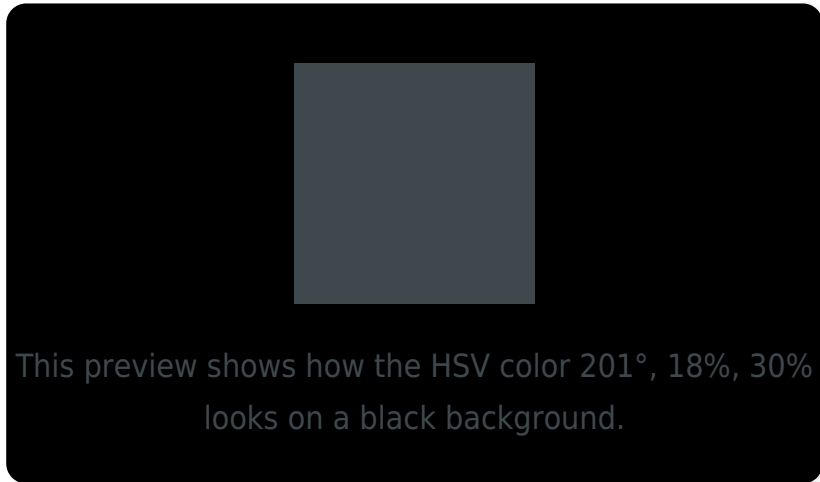 This preview shows how the HSV color 201°, 18%, 30%
looks on a black background.